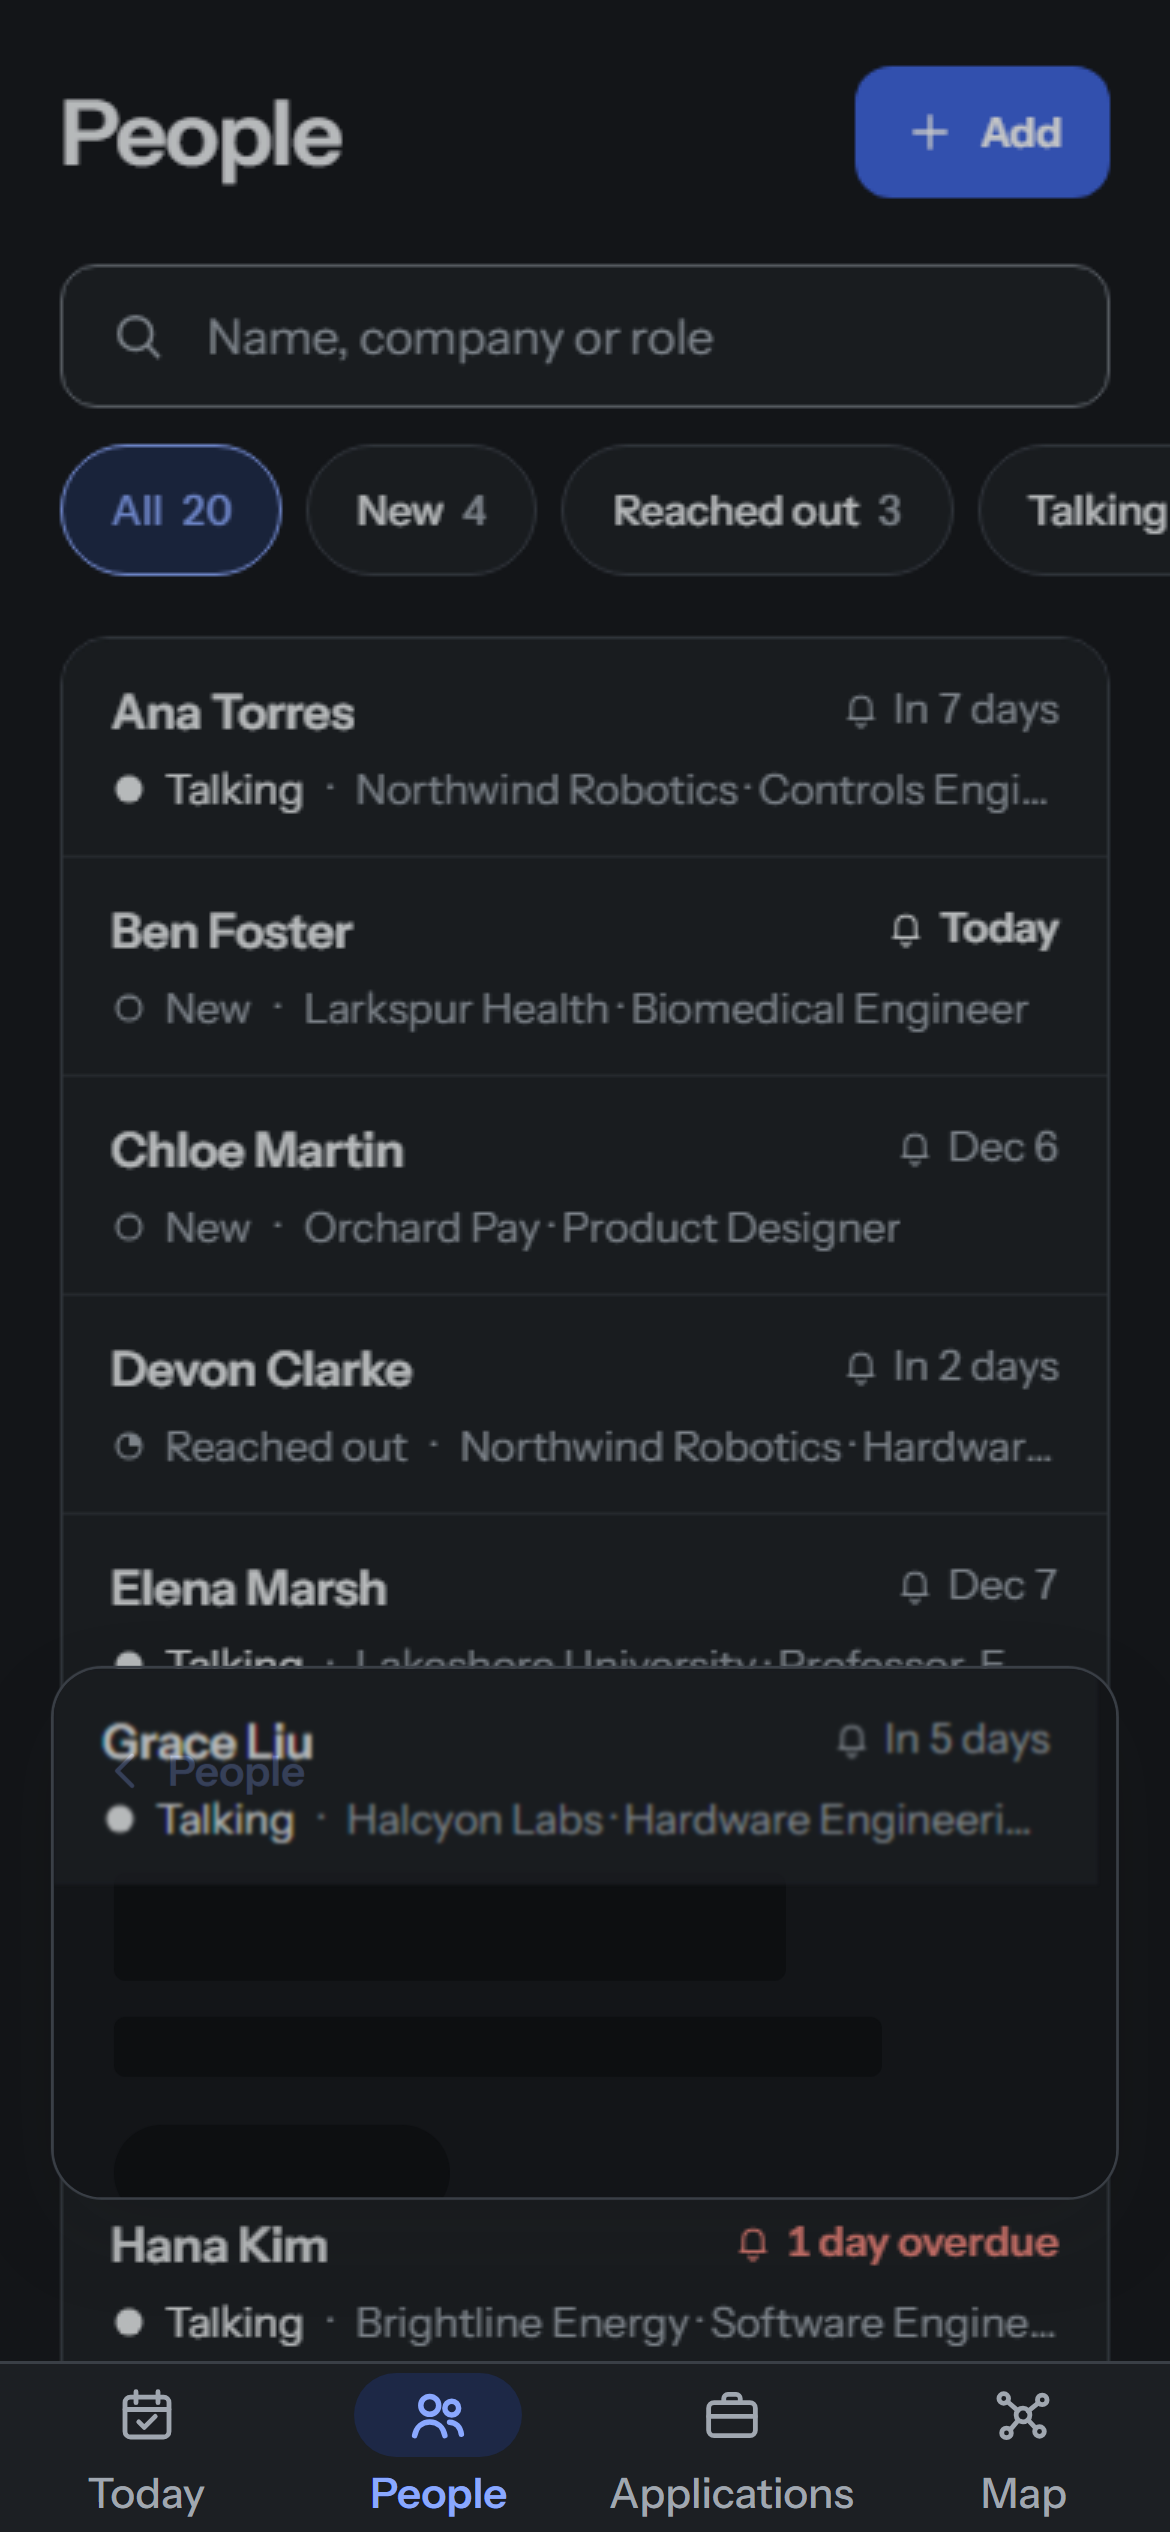 People
Add
Name, company or role
All 20
New 4
Reached out 3
Talking
Ana Torres
In 7 days
Talking · Northwind Robotics · Controls Engi...
Ben Foster
Today
New · Larkspur Health · Biomedical Engineer
Chloe Martin
Dec 6
New · Orchard Pay · Product Designer
Devon Clarke
In 2 days
Reached out · Northwind Robotics · Hardwar...
Elena Marsh
Dec 7
Talking · Lakeshore University · Professor, E
Grace Liu
In 5 days
People
Talking · Halcyon Labs · Hardware Engineeri...
Hana Kim
1 day overdue
Talking · Brightline Energy · Software Engine...
Today
People
Applications
Map